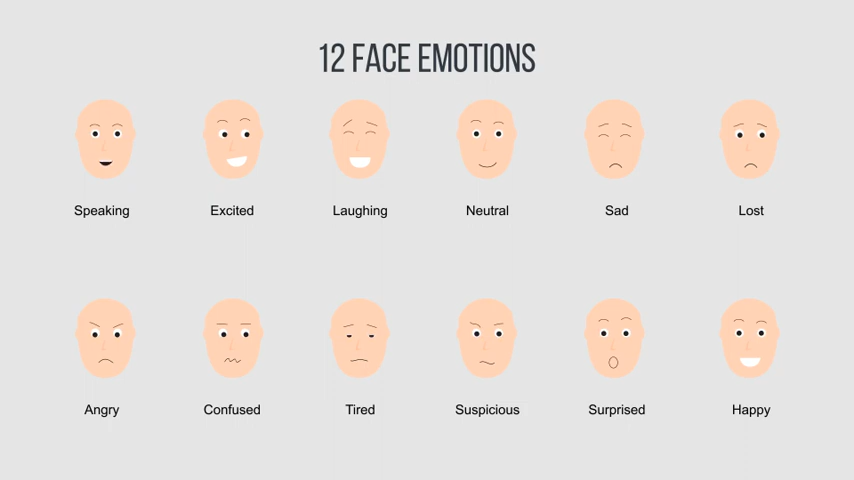 12 FACE EMOTIONS
Speaking Excited Laughing Neutral Sad Lost
Angry Confused Tired Suspicious Surprised Happy